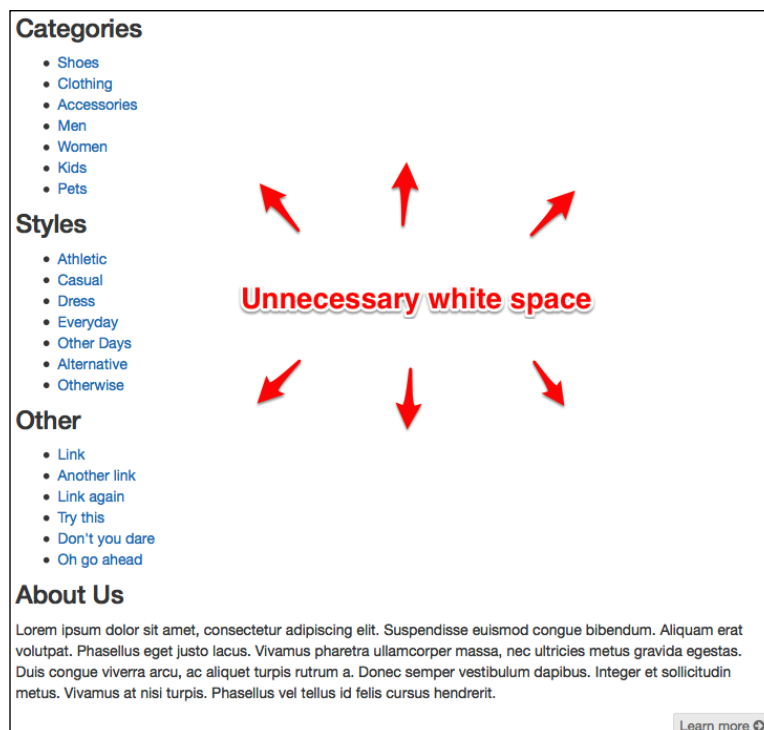 Categories
Shoes
Clothing
Accessories
Men
Women
Kids
Pets
Styles
Athletic
Casual
Dress
Everyday
Other Days
Alternative
Otherwise
Unnecessary white space
Other
Link
Another link
Link again
Try this
Don't you dare
Oh go ahead
About Us
Lorem ipsum dolor sit amet, consectetur adipiscing elit. Suspendisse euismod congue bibendum. Aliquam erat
volutpat. Phasellus eget justo lacus. Vivamus pharetra ullamcorper massa, nec ultricies metus gravida egestas.
Duis congue viverra arcu, ac aliquet turpis rutrum a. Donec semper vestibulum dapibus. Integer et sollicitudin
metus. Vivamus at nisi turpis. Phasellus vel tellus id felis cursus hendrerit.
Learn more